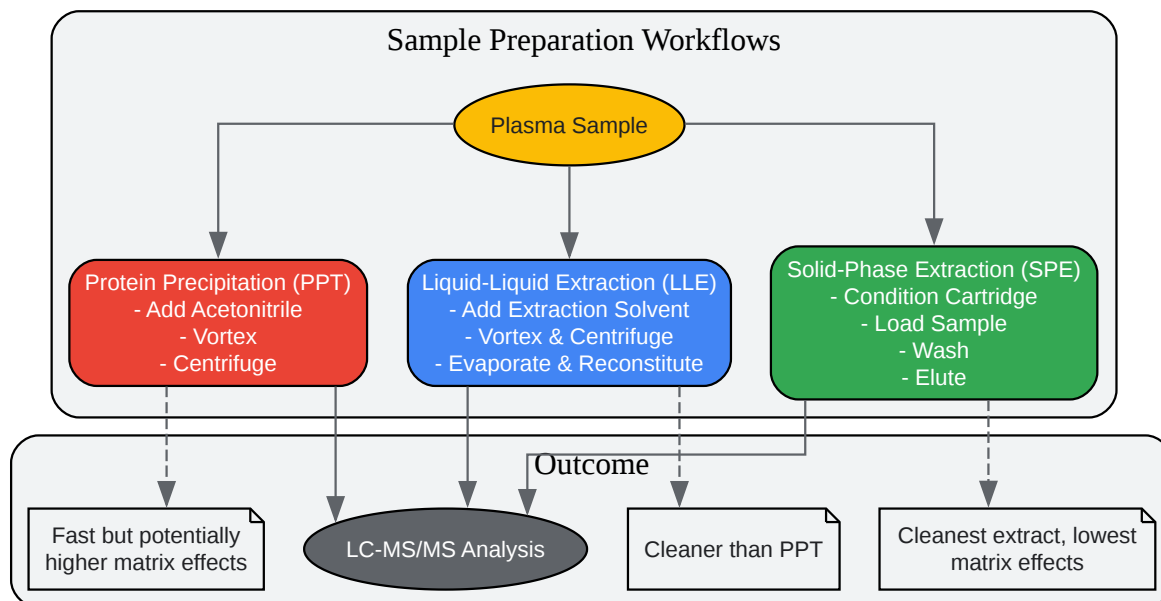 Sample Preparation Workflows
Plasma Sample
Protein Precipitation (PPT)
- Add Acetonitrile
- Vortex
- Centrifuge
Liquid-Liquid Extraction (LLE)
- Add Extraction Solvent
- Vortex & Centrifuge
- Evaporate & Reconstitute
Solid-Phase Extraction (SPE)
- Condition Cartridge
- Load Sample
- Wash
- Elute
Outcome
Fast but potentially
higher matrix effects
LC-MS/MS Analysis
Cleaner than PPT
Cleanest extract, lowest
matrix effects